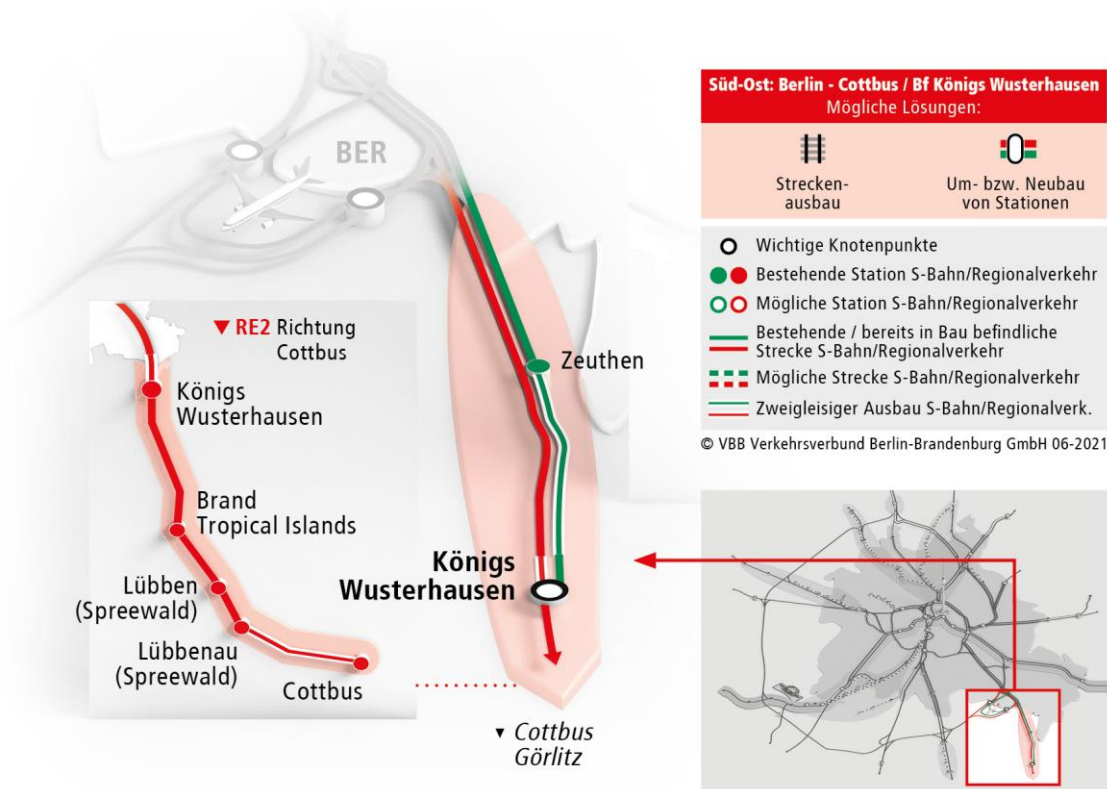 BER
▼ RE2 Richtung
Cottbus
Königs
Wusterhausen
Brand
Tropical Islands
Lübben
(Spreewald)
Lübbenau
(Spreewald)
Cottbus
Zeuthen
Königs
Wusterhausen
▼ Cottbus
Görlitz
Süd-Ost: Berlin - Cottbus / Bf Königs Wusterhausen
Mögliche Lösungen:
Strecken-
ausbau
Um- bzw. Neubau
von Stationen
Wichtige Knotenpunkte
Bestehende Station S-Bahn/Regionalverkehr
Mögliche Station S-Bahn/Regionalverkehr
Bestehende / bereits in Bau befindliche
Strecke S-Bahn/Regionalverkehr
Mögliche Strecke S-Bahn/Regionalverkehr
Zweigleisiger Ausbau S-Bahn/Regionalverk.
© VBB Verkehrsverbund Berlin-Brandenburg GmbH 06-2021